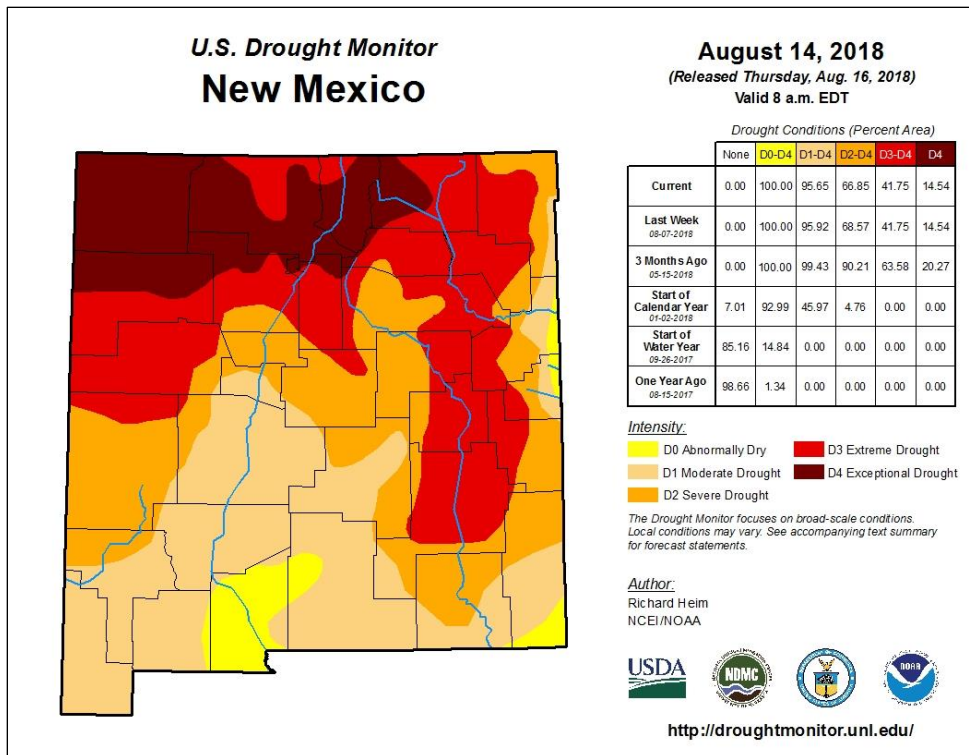 U.S. Drought Monitor
New Mexico
August 14, 2018
(Released Thursday, Aug. 16, 2018)
Valid 8 a.m. EDT
Drought Conditions (Percent Area)
None D0-D4 D1-D4 D2-D4 D3-D4 D4
Current 0.00 100.00 95.65 66.85 41.75 14.54
Last Week
08-07-2018 0.00 100.00 95.92 68.57 41.75 14.54
3 Months Ago
05-15-2018 0.00 100.00 99.43 90.21 63.58 20.27
Start of
Calendar Year
01-02-2018 7.01 92.99 45.97 4.76 0.00 0.00
Start of
Water Year
09-26-2017 85.16 14.84 0.00 0.00 0.00 0.00
One Year Ago
08-15-2017 98.66 1.34 0.00 0.00 0.00 0.00
Intensity:
D0 Abnormally Dry
D1 Moderate Drought
D2 Severe Drought
D3 Extreme Drought
D4 Exceptional Drought
The Drought Monitor focuses on broad-scale conditions.
Local conditions may vary. See accompanying text summary
for forecast statements.
Author:
Richard Heim
NCEI/NOAA
USDA
NDMC
NOAA
http://droughtmonitor.unl.edu/